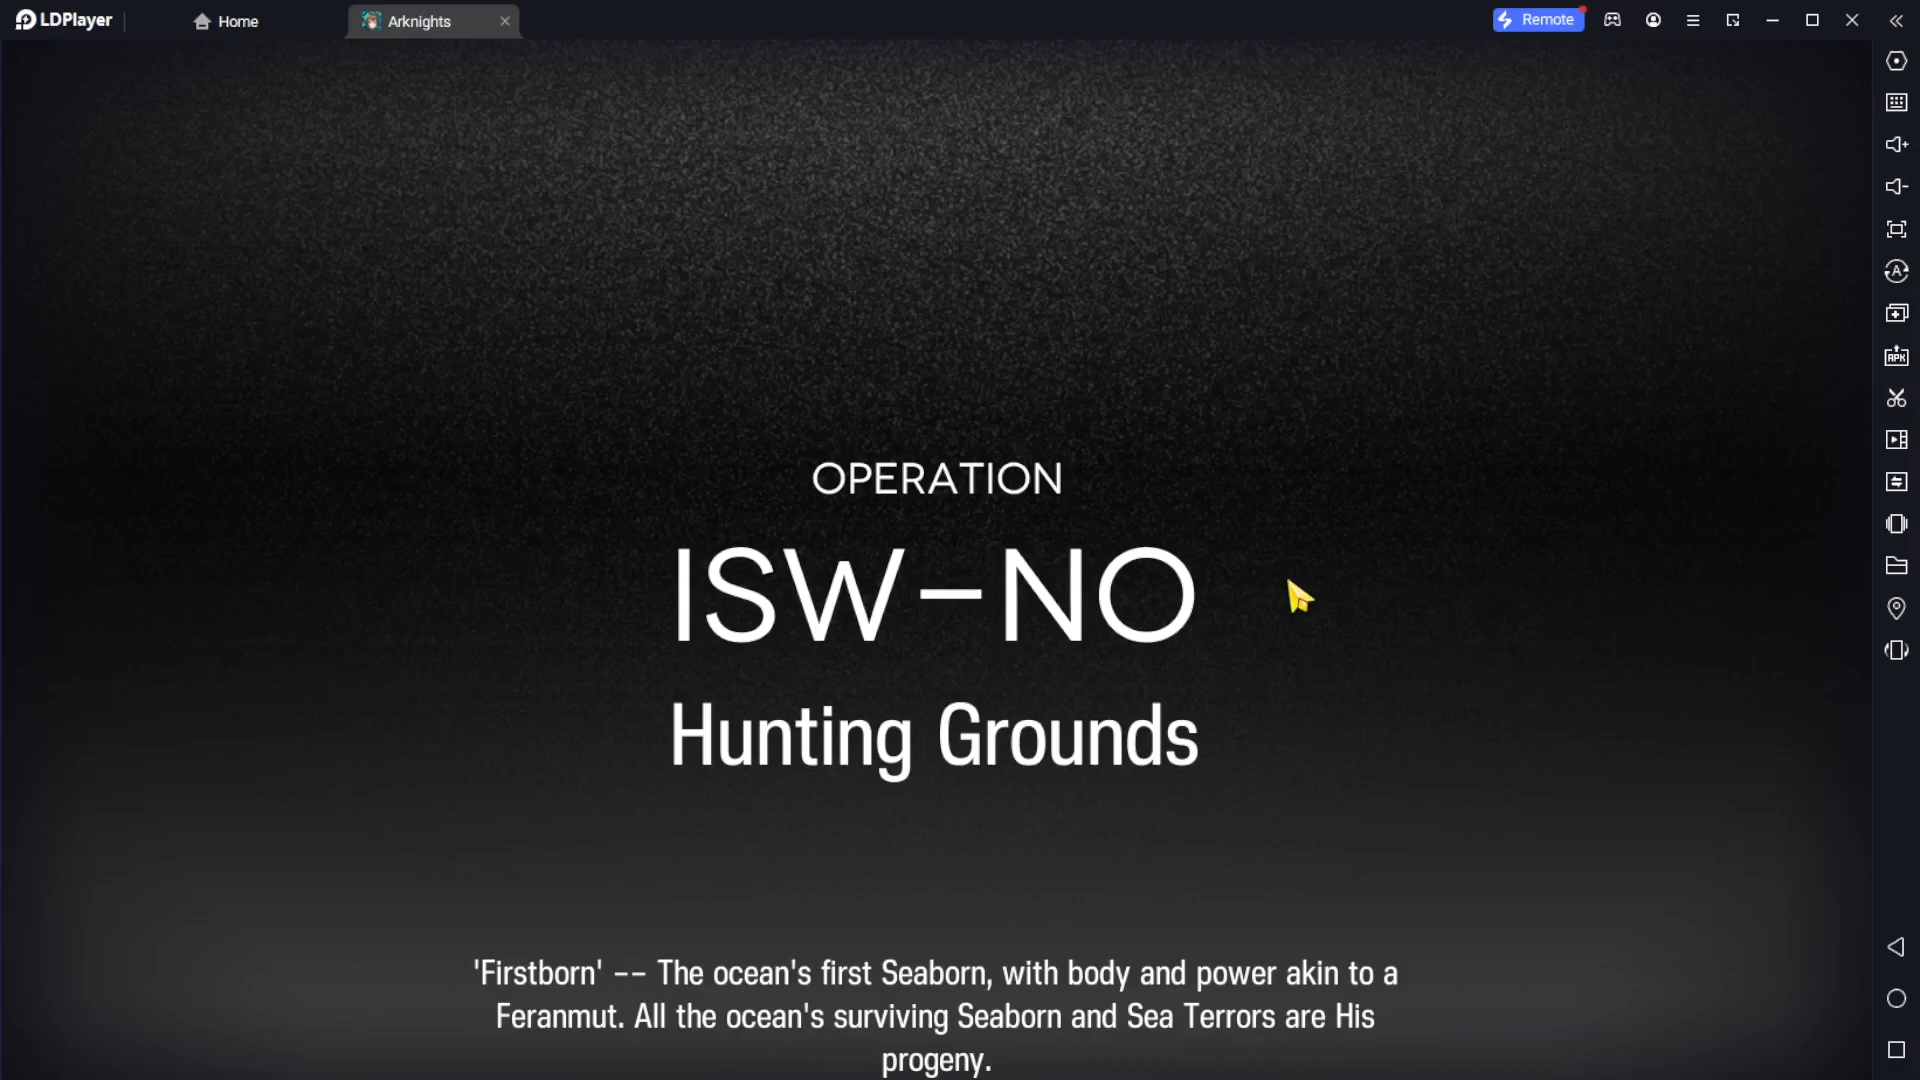 LDPlayer
Home
Arknights
Remote
A
APK
OPERATION
ISW-NO
Hunting Grounds
'Firstborn' -- The ocean's first Seaborn, with body and power akin to a
Feranmut. All the ocean's surviving Seaborn and Sea Terrors are His
progeny.